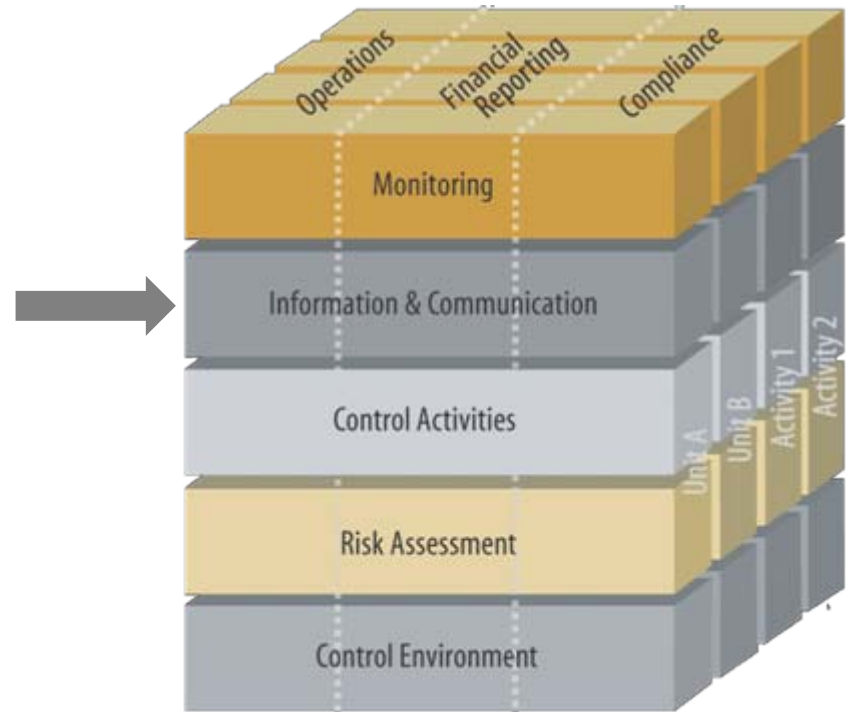 Operations
Financial
Reporting
Compliance
Monitoring
Information & Communication
Control Activities
Risk Assessment
Control Environment
Unit A
Unit B
Activity 1
Activity 2